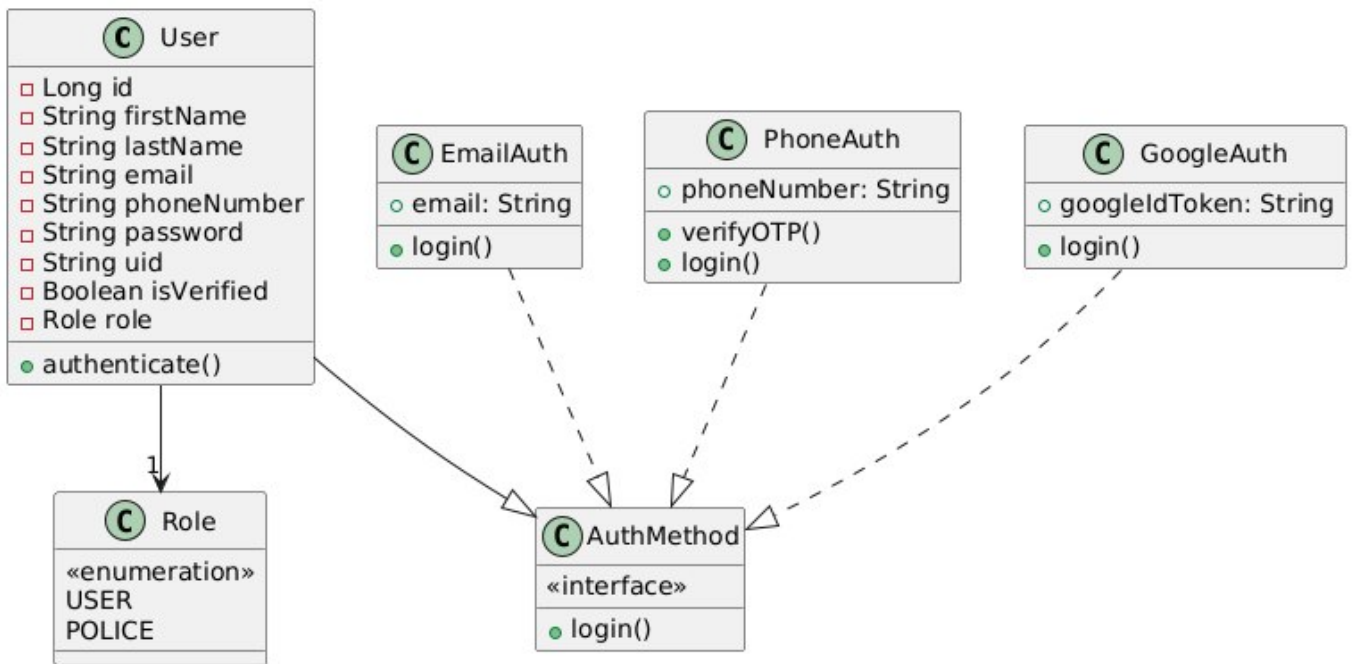 C User
Long id
String firstName
String lastName
String email
String phoneNumber
String password
String uid
Boolean isVerified
Role role
authenticate()
C EmailAuth
email: String
login()
C PhoneAuth
phoneNumber: String
verifyOTP()
login()
C GoogleAuth
googleIdToken: String
login()
1
C Role
«enumeration»
USER
POLICE
C AuthMethod
«interface»
login()